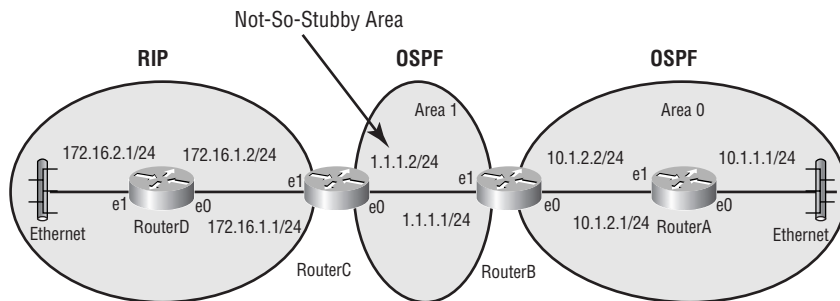 Not-So-Stubby Area
RIP
OSPF
OSPF
Area 1
Area 0
172.16.2.1/24
172.16.1.2/24
1.1.1.2/24
10.1.2.2/24
10.1.1.1/24
e1
e1
e1
e1
e0
e0
e0
e0
Ethernet
RouterD
172.16.1.1/24
1.1.1.1/24
10.1.2.1/24
RouterA
Ethernet
RouterC
RouterB